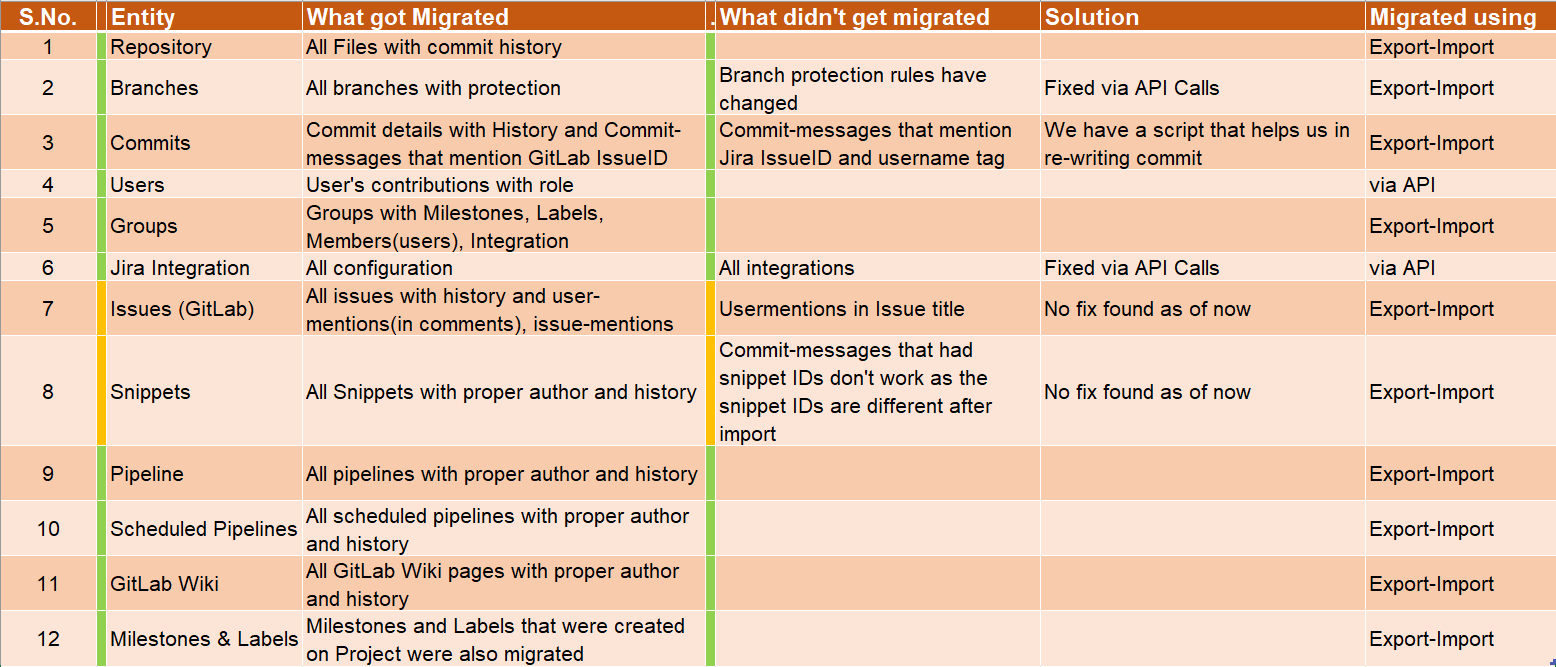 S.No. Entity What got Migrated . What didn't get migrated Solution Migrated using
1 Repository All Files with commit history Export-Import
2 Branches All branches with protection Branch protection rules have
changed Fixed via API Calls Export-Import
3 Commits Commit details with History and Commit-
messages that mention GitLab IssueID Commit-messages that mention
Jira IssueID and username tag We have a script that helps us in
re-writing commit Export-Import
4 Users User's contributions with role via API
5 Groups Groups with Milestones, Labels,
Members(users), Integration Export-Import
6 Jira Integration All configuration All integrations Fixed via API Calls via API
7 Issues (GitLab) All issues with history and user-
mentions(in comments), issue-mentions Usermentions in Issue title No fix found as of now Export-Import
8 Snippets All Snippets with proper author and history Commit-messages that had
snippet IDs don't work as the
snippet IDs are different after
import No fix found as of now Export-Import
9 Pipeline All pipelines with proper author and history Export-Import
10 Scheduled Pipelines All scheduled pipelines with proper author
and history Export-Import
11 GitLab Wiki All GitLab Wiki pages with proper author
and history Export-Import
12 Milestones & Labels Milestones and Labels that were created
on Project were also migrated Export-Import